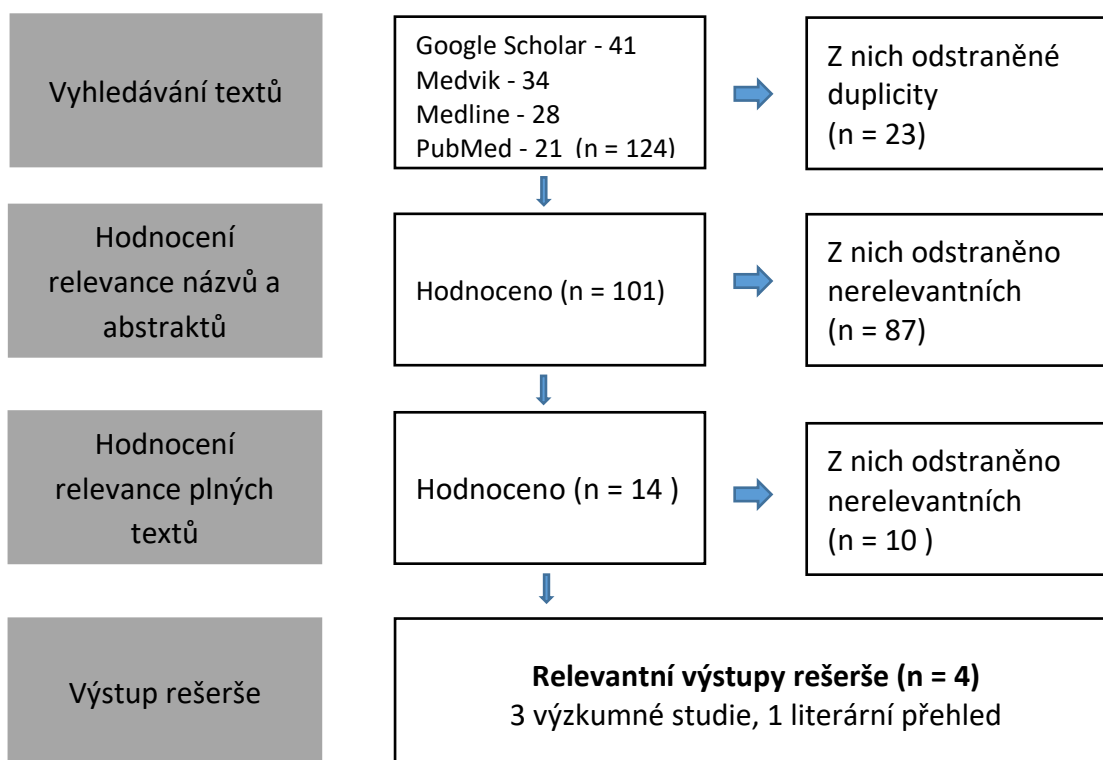 Vyhledávání textů
Google Scholar - 41
Medvik - 34
Medline - 28
PubMed - 21 (n = 124)
Z nich odstraněné
duplicity
(n = 23)
Hodnocení
relevance názvů a
abstraktů
Hodnoceno (n = 101)
Z nich odstraněno
nerelevantních
(n = 87)
Hodnocení
relevance plných
textů
Hodnoceno (n = 14 )
Z nich odstraněno
nerelevantních
(n = 10 )
Výstup rešerše
Relevantní výstupy rešerše (n = 4)
3 výzkumné studie, 1 literární přehled